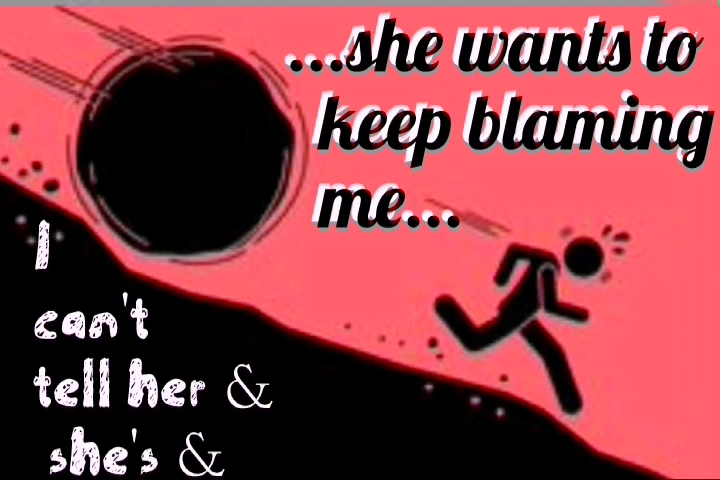 ...she wants to
keep blaming
me...
I
can't
tell her &
she's &